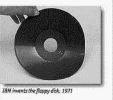 IBM invents the floppy disk, 1971